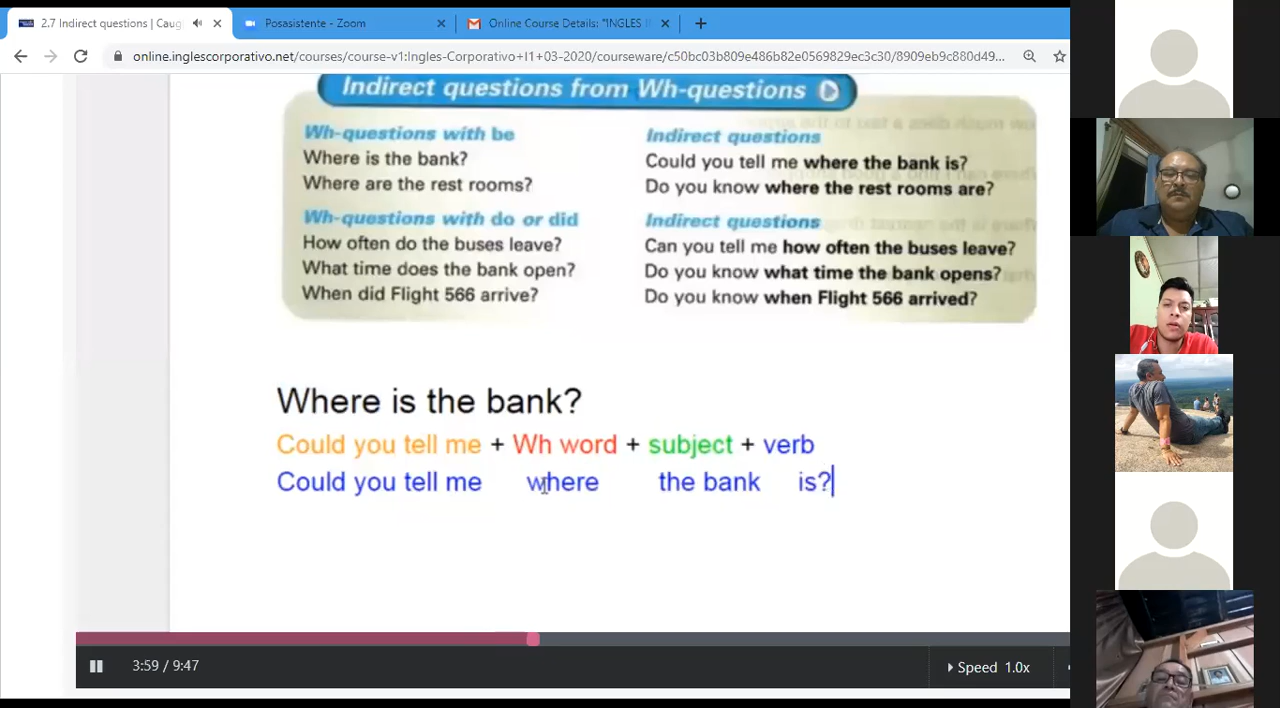 2.7 Indirect questions | Caug
Posasistente - Zoom
Online Course Details: "INGLES I
online.inglescorporativo.net/courses/course-v1:Ingles-Corporativo+I1+03-2020/courseware/c50bc03b809e486b82e0569829ec3c30/8909eb9c880d49...
Indirect questions from Wh-questions
Wh-questions with be
Indirect questions
Where is the bank?
Could you tell me where the bank is?
Where are the rest rooms?
Do you know where the rest rooms are?
Wh-questions with do or did
Indirect questions
How often do the buses leave?
Can you tell me how often the buses leave?
What time does the bank open?
Do you know what time the bank opens?
When did Flight 566 arrive?
Do you know when Flight 566 arrived?
Where is the bank?
Could you tell me + Wh word + subject + verb
Could you tell me where the bank is?
3:59 / 9:47
Speed 1.0x